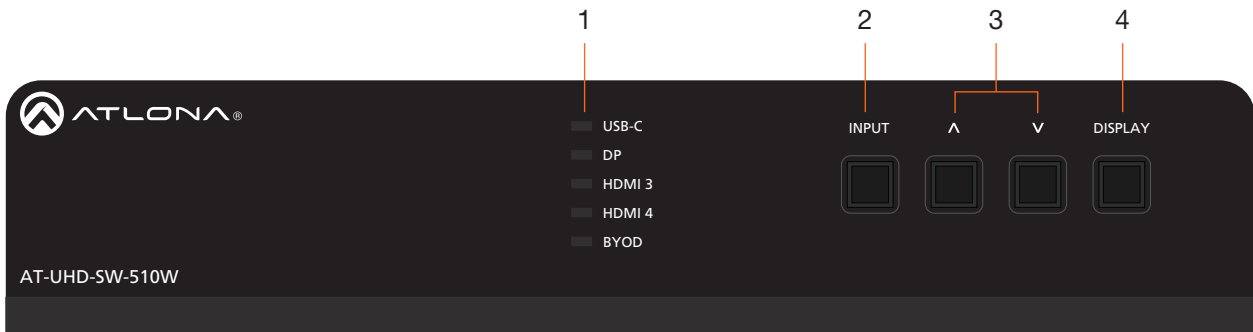 1 2 3 4
ATLONA®
USB-C
DP
HDMI 3
HDMI 4
BYOD
INPUT ∧ ∨ DISPLAY
AT-UHD-SW-510W